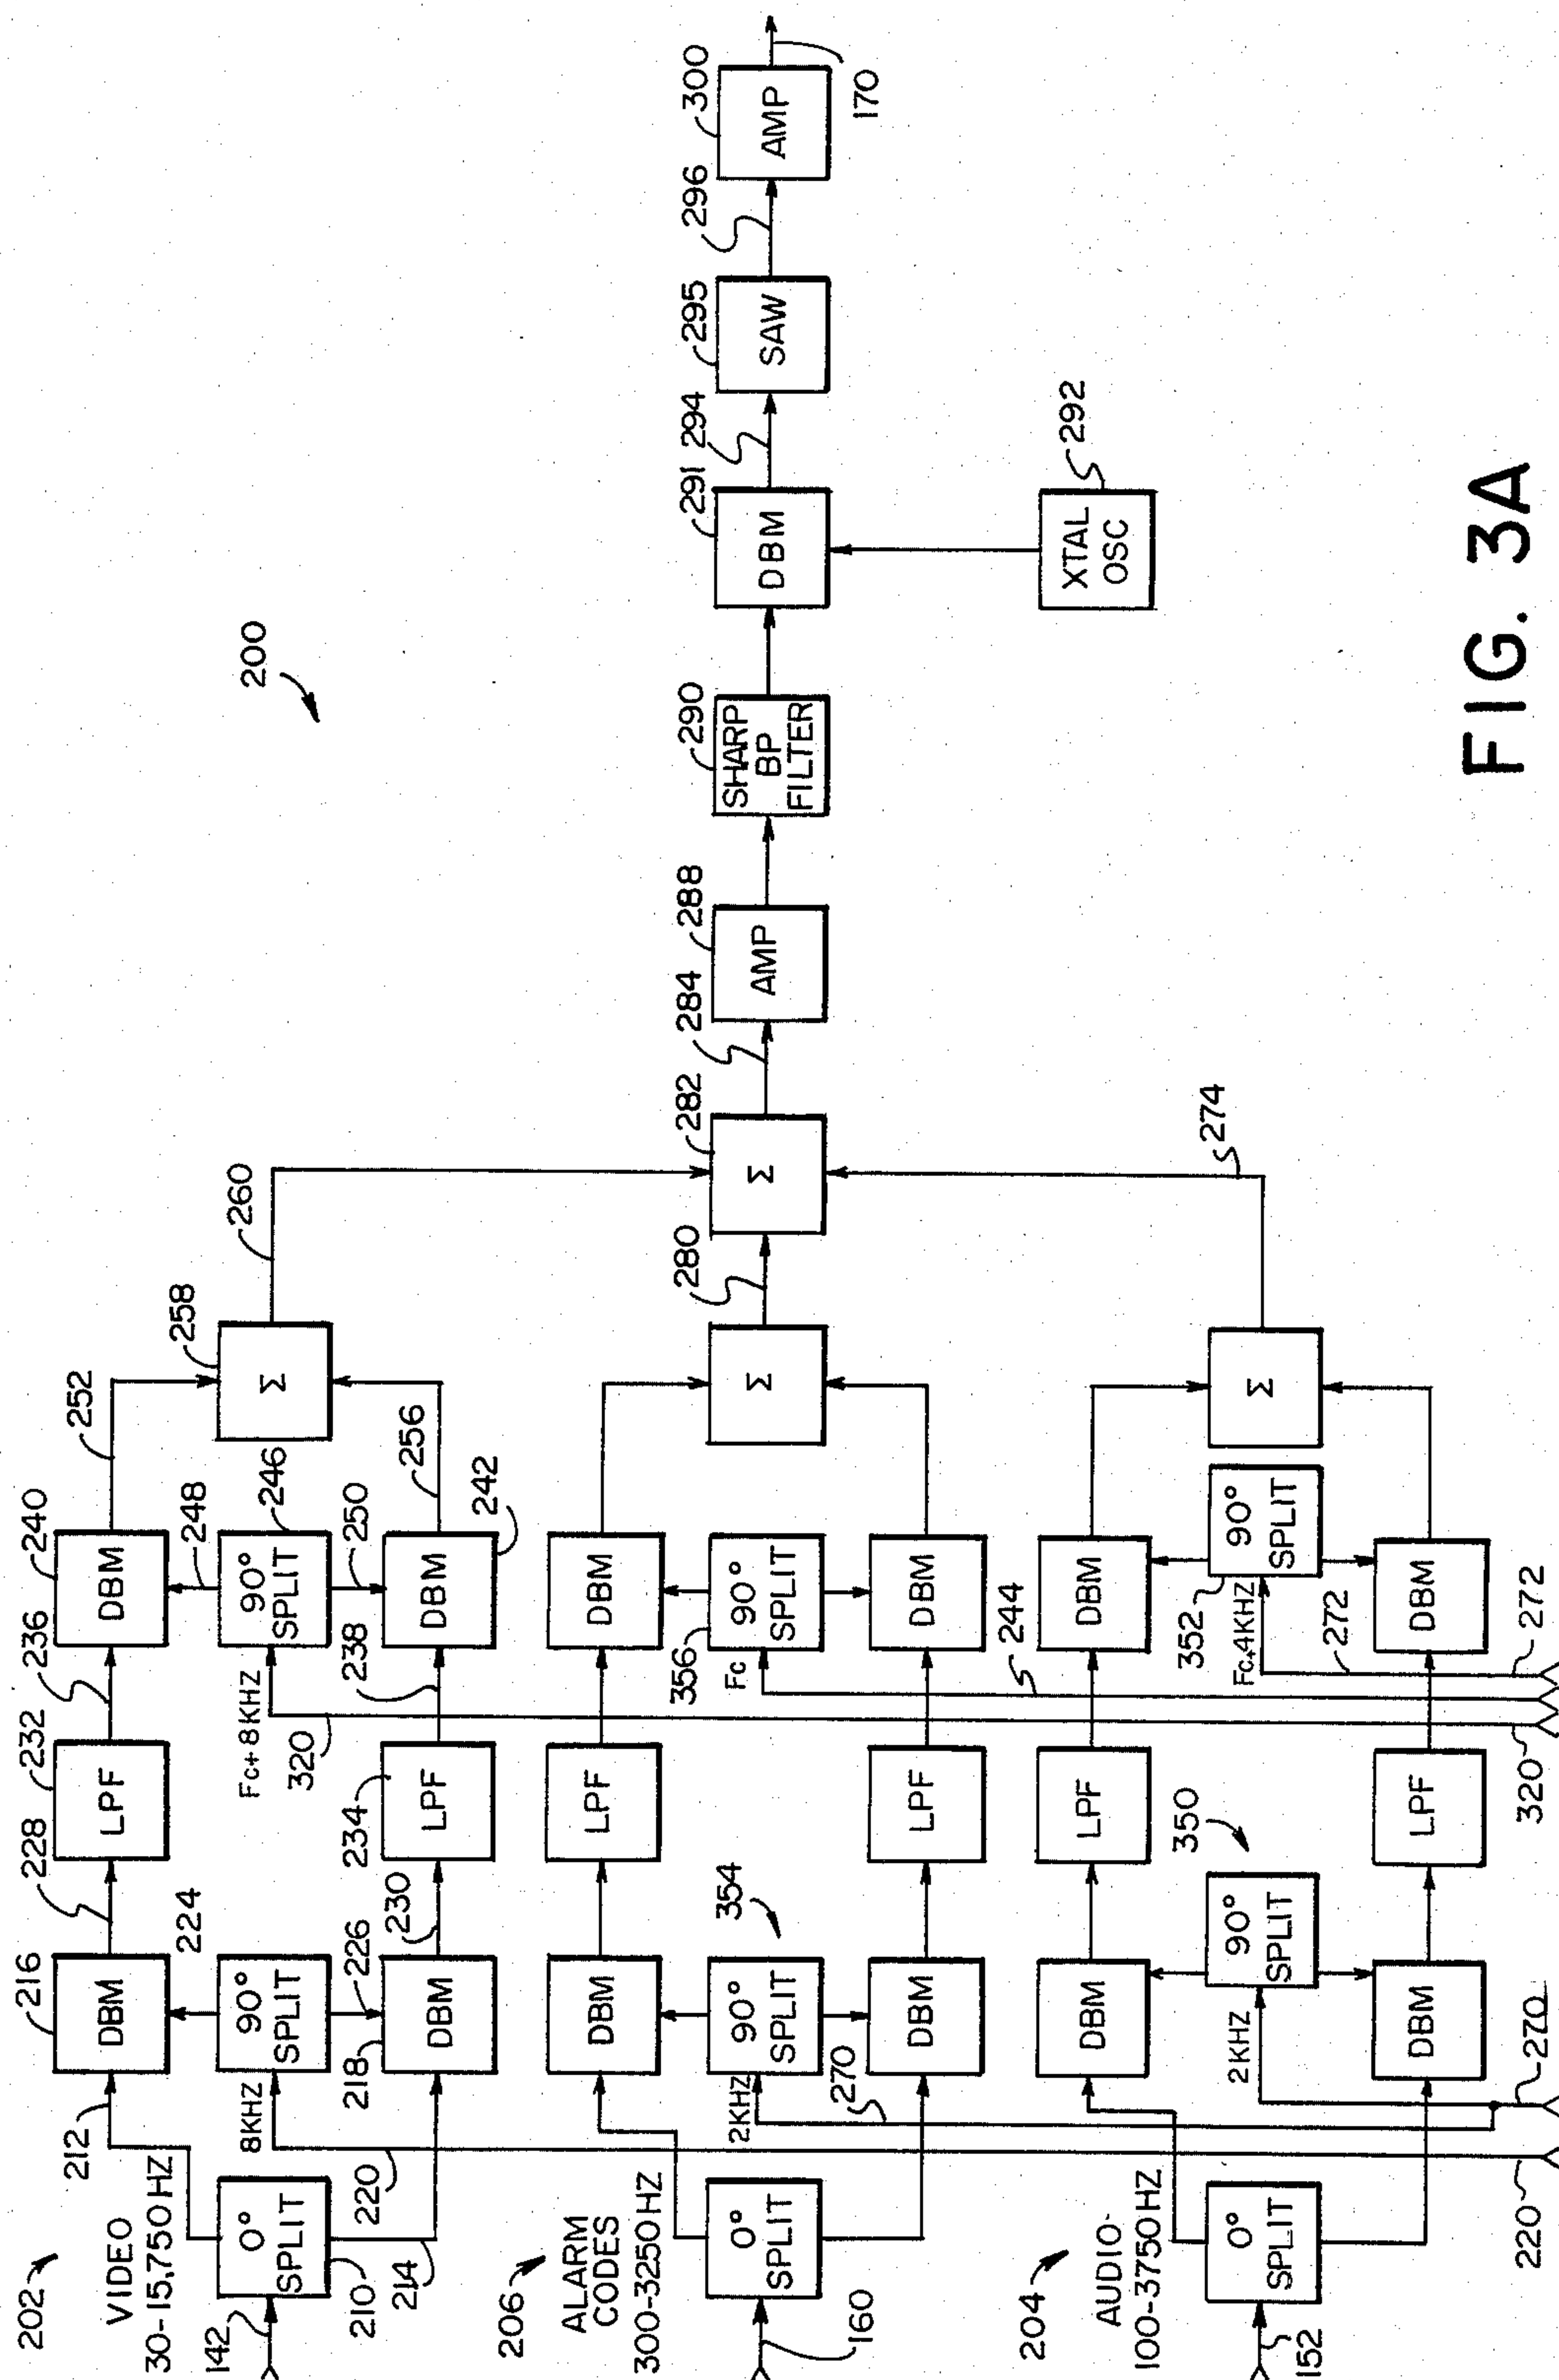 202
VIDEO
30-15,750 HZ
142
0°
SPLIT
210
212
214
8KHZ
220
216
DBM
224
90°
SPLIT
226
218
DBM
228
230
232
LPF
234
LPF
236
238
Fc+8KHZ
320
240
DBM
248
90°
SPLIT
246
250
DBM
242
252
256
258
Σ
260
206
ALARM
CODES
300-3250 HZ
160
0°
SPLIT
2KHZ
270
DBM
90°
SPLIT
354
DBM
LPF
LPF
356
Fc
244
DBM
90°
SPLIT
DBM
Σ
280
282
Σ
284
288
AMP
290
SHARP
BP
FILTER
291
DBM
294
XTAL
OSC
292
295
SAW
296
300
AMP
170
200
204
AUDIO-
100-3750 HZ
152
0°
SPLIT
220
2KHZ
270
DBM
90°
SPLIT
350
DBM
LPF
LPF
320
352
Fc+4KHZ
272
272
DBM
90°
SPLIT
DBM
Σ
274
FIG. 3A